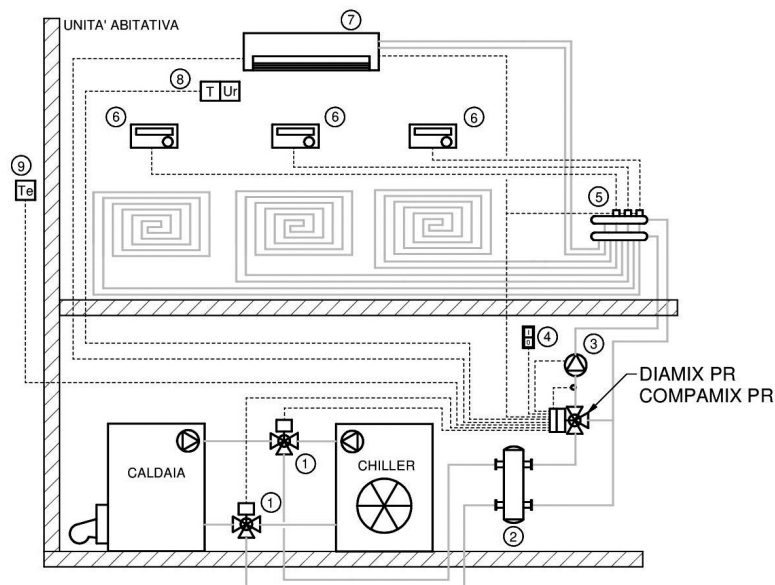 UNITA' ABITATIVA
7
8
T Ur
6
6
6
9
Te
5
I
0
4
3
DIAMIX PR
COMPAMIX PR
CALDAIA
1
CHILLER
1
2